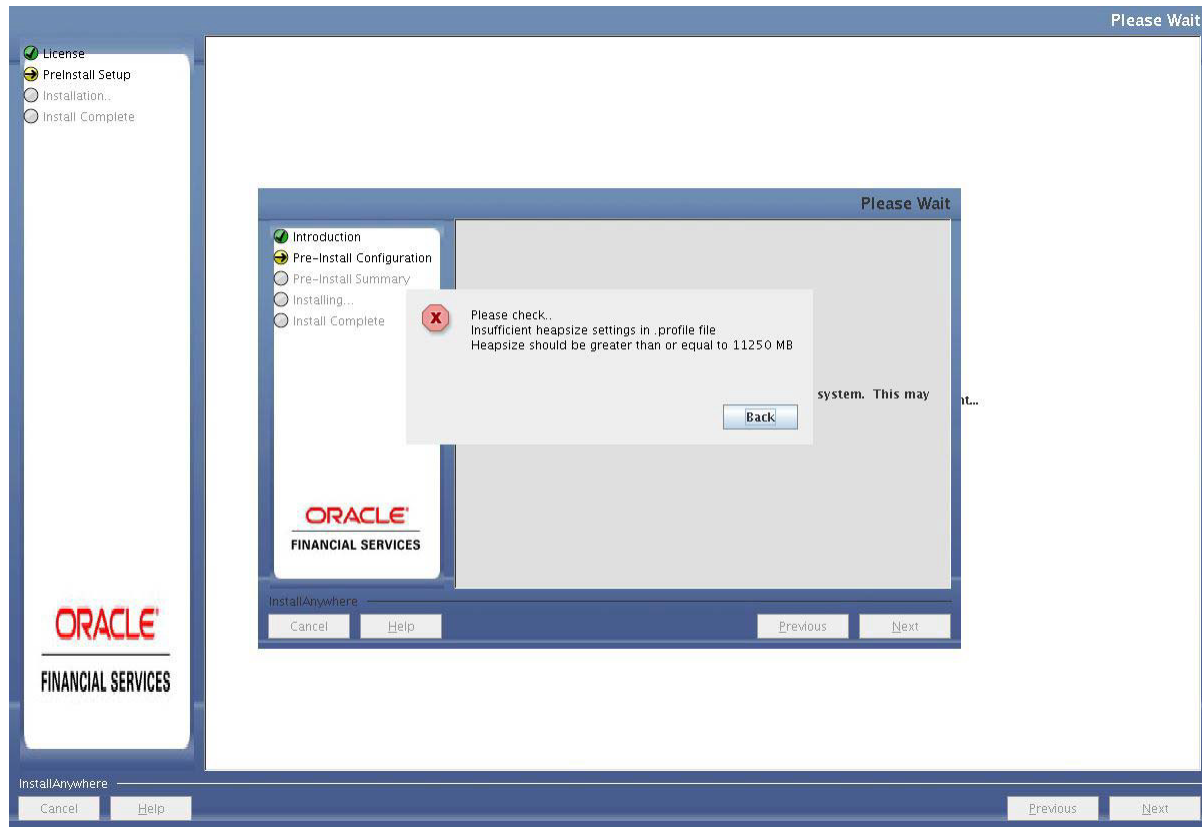 Please Wait
License
PreInstall Setup
Installation..
Install Complete
Please Wait
Introduction
Pre-Install Configuration
Pre-Install Summary
Installing...
Install Complete
Please check..
Insufficient heapsize settings in .profile file
Heapsize should be greater than or equal to 11250 MB
system. This may
Back
ORACLE
FINANCIAL SERVICES
InstallAnywhere
Cancel Help Previous Next
ORACLE
FINANCIAL SERVICES
InstallAnywhere
Cancel Help Previous Next